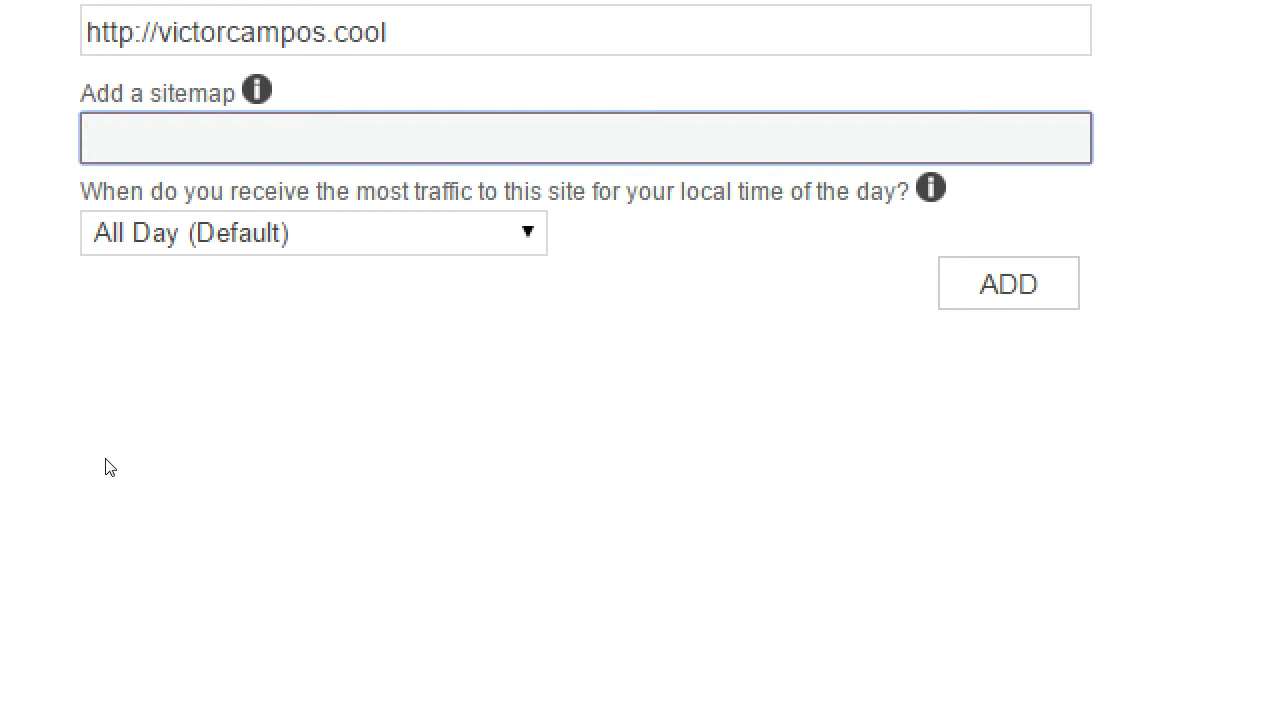 http://victorcampos.cool
Add a sitemap
When do you receive the most traffic to this site for your local time of the day?
All Day (Default)
ADD